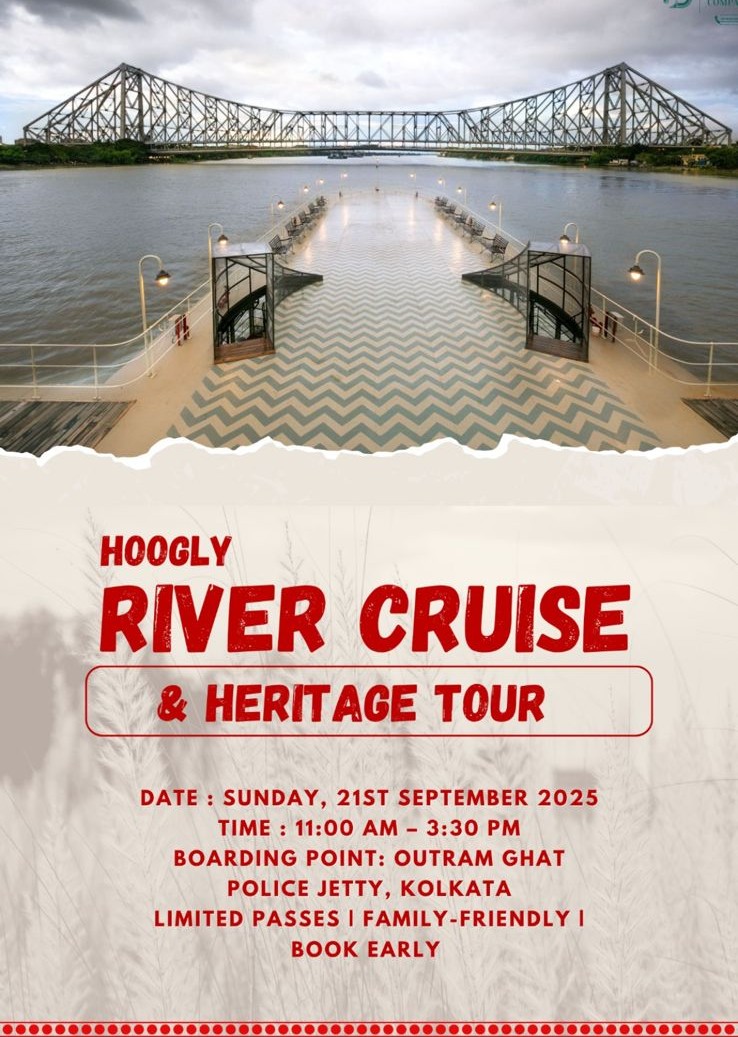 HOOGLY
RIVER CRUISE
& HERITAGE TOUR
DATE : SUNDAY, 21ST SEPTEMBER 2025
TIME : 11:00 AM – 3:30 PM
BOARDING POINT: OUTRAM GHAT
POLICE JETTY, KOLKATA
LIMITED PASSES | FAMILY-FRIENDLY |
BOOK EARLY